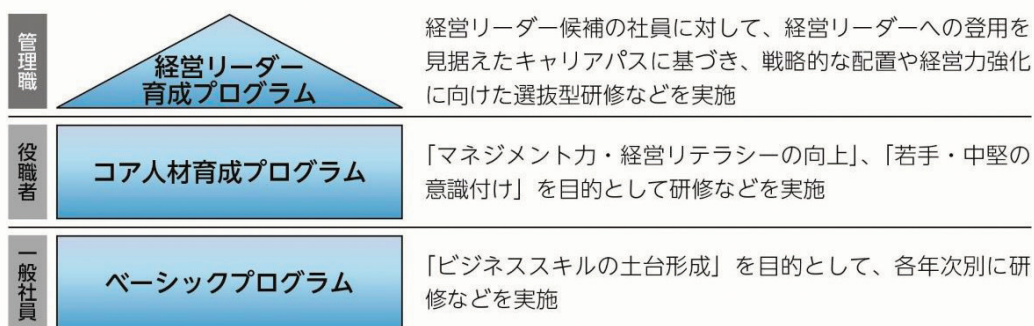 管理職
経営リーダー
育成プログラム
経営リーダー候補の社員に対して、経営リーダーへの登用を
見据えたキャリアパスに基づき、戦略的な配置や経営力強化
に向けた選抜型研修などを実施
役職者
コア人材育成プログラム
「マネジメント力・経営リテラシーの向上」、「若手・中堅の
意識付け」を目的として研修などを実施
一般社員
ベーシックプログラム
「ビジネススキルの土台形成」を目的として、各年次別に研
修などを実施